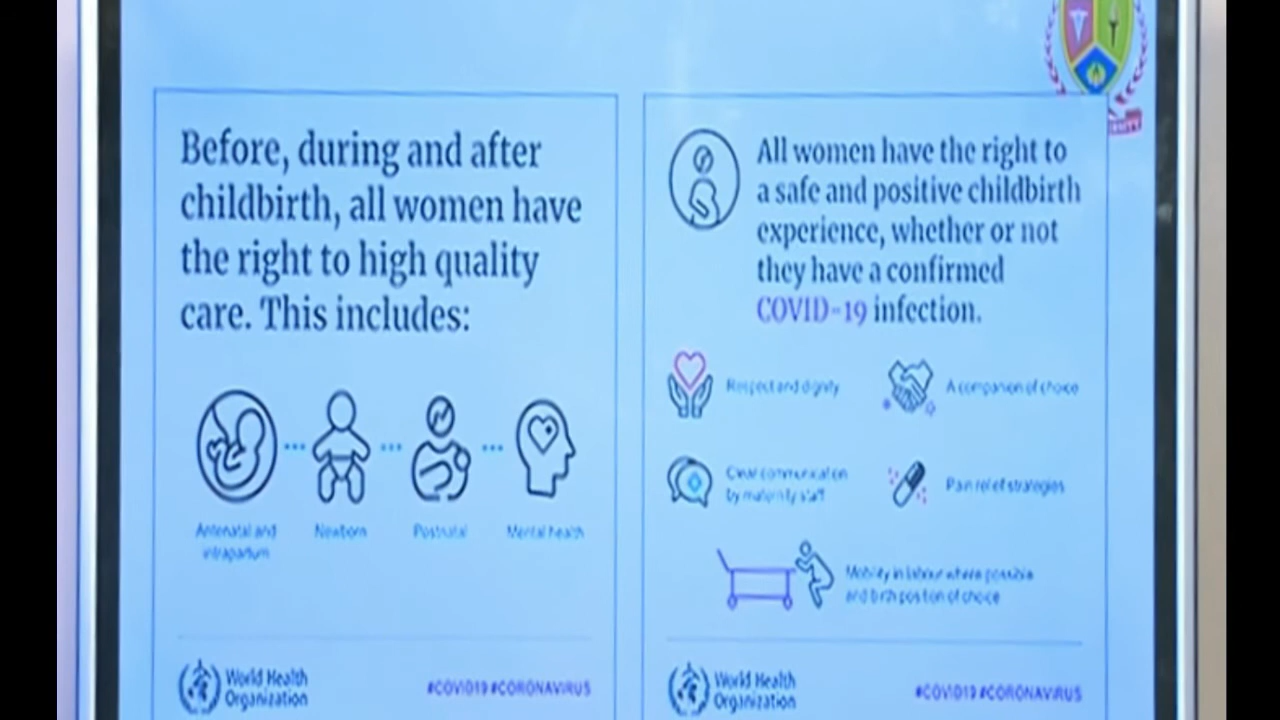 Before, during and after
childbirth, all women have
the right to high quality
care. This includes:
Antenatal and
intrapartum
Newborn
Postnatal
Mental health
World Health
Organization
#COVID19 #CORONAVIRUS
All women have the right to
a safe and positive childbirth
experience, whether or not
they have a confirmed
COVID-19 infection.
Respect and dignity
A companion of choice
Clear communication
by maternity staff
Pain relief strategies
Mobility in labour where possible
and birth position of choice
World Health
Organization
#COVID19 #CORONAVIRUS